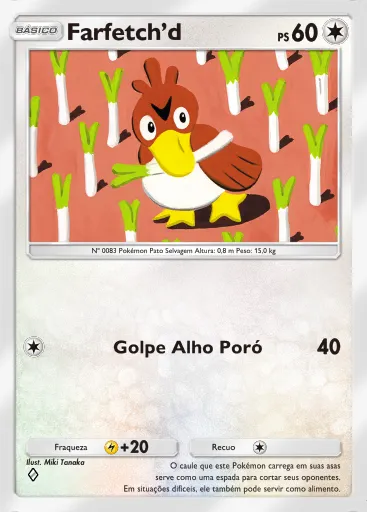 BÁSICO Farfetch'd PS 60
Nº 0083 Pokémon Pato Selvagem Altura: 0,8 m Peso: 15,0 kg
Golpe Alho Poró 40
Fraqueza +20 Recuo
Ilust. Miki Tanaka
O caule que este Pokémon carrega em suas asas
serve como uma espada para cortar seus oponentes.
Em situações difíceis, ele também pode servir como alimento.